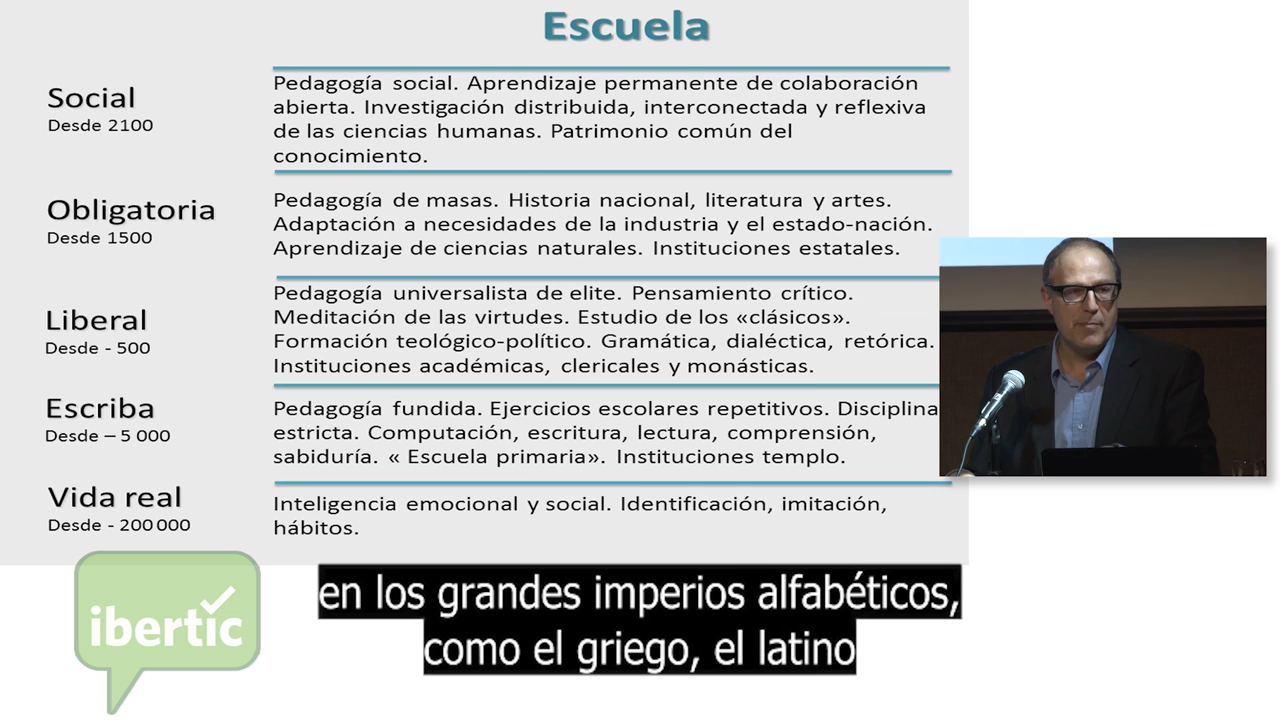 Escuela
Social
Desde 2100
Pedagogía social. Aprendizaje permanente de colaboración
abierta. Investigación distribuida, interconectada y reflexiva
de las ciencias humanas. Patrimonio común del
conocimiento.
Obligatoria
Desde 1500
Pedagogía de masas. Historia nacional, literatura y artes.
Adaptación a necesidades de la industria y el estado-nación.
Aprendizaje de ciencias naturales. Instituciones estatales.
Liberal
Desde - 500
Pedagogía universalista de elite. Pensamiento crítico.
Meditación de las virtudes. Estudio de los «clásicos».
Formación teológico-político. Gramática, dialéctica, retórica.
Instituciones académicas, clericales y monásticas.
Escriba
Desde – 5 000
Pedagogía fundida. Ejercicios escolares repetitivos. Disciplina
estricta. Computación, escritura, lectura, comprensión,
sabiduría. « Escuela primaria». Instituciones templo.
Vida real
Desde - 200 000
Inteligencia emocional y social. Identificación, imitación,
hábitos.
ibertic
en los grandes imperios alfabéticos,
como el griego, el latino